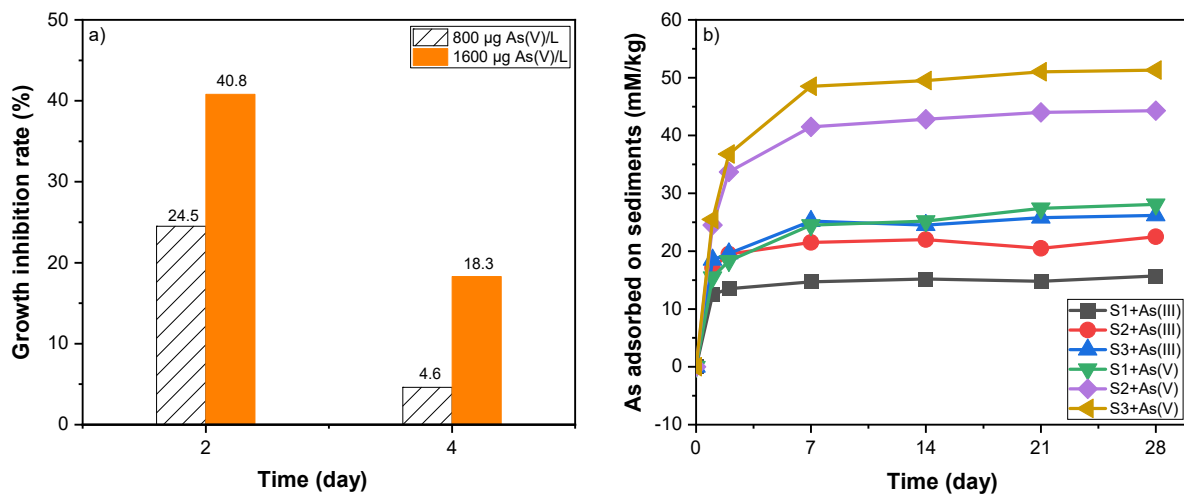 a)
800 µg As(V)/L
1600 µg As(V)/L
Growth inhibition rate (%)
50
40
30
20
10
0
24.5
40.8
4.6
18.3
2
4
Time (day)
b)
As adsorbed on sediments (mM/kg)
60
50
40
30
20
10
0
-10
S1+As(III)
S2+As(III)
S3+As(III)
S1+As(V)
S2+As(V)
S3+As(V)
0
7
14
21
28
Time (day)